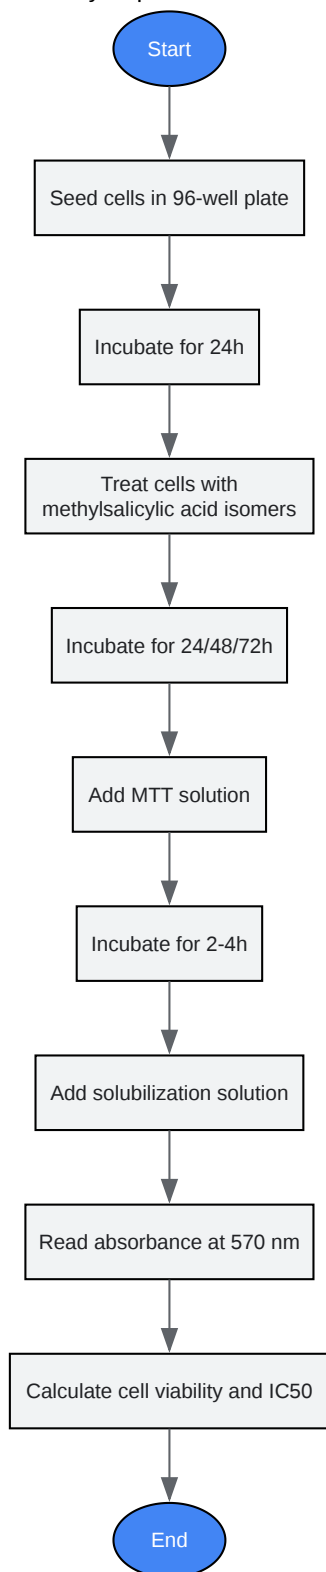 Start
Seed cells in 96-well plate
Incubate for 24h
Treat cells with
methylsalicylic acid isomers
Incubate for 24/48/72h
Add MTT solution
Incubate for 2-4h
Add solubilization solution
Read absorbance at 570 nm
Calculate cell viability and IC50
End